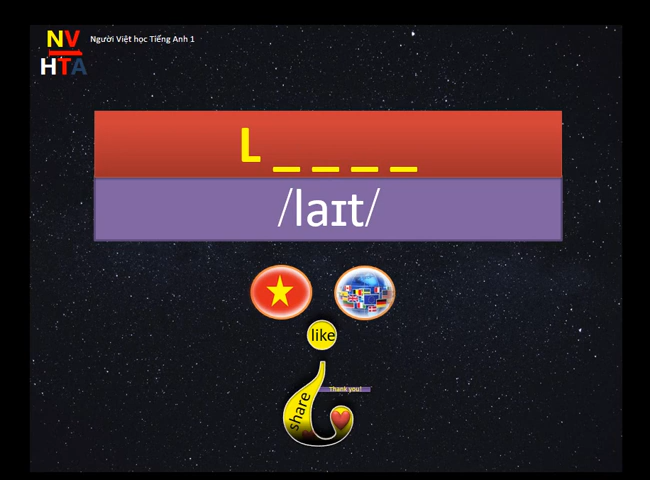 NV
HTA
Người Việt học Tiếng Anh 1
L _ _ _ _
/laɪt/
like
Thank you!
share